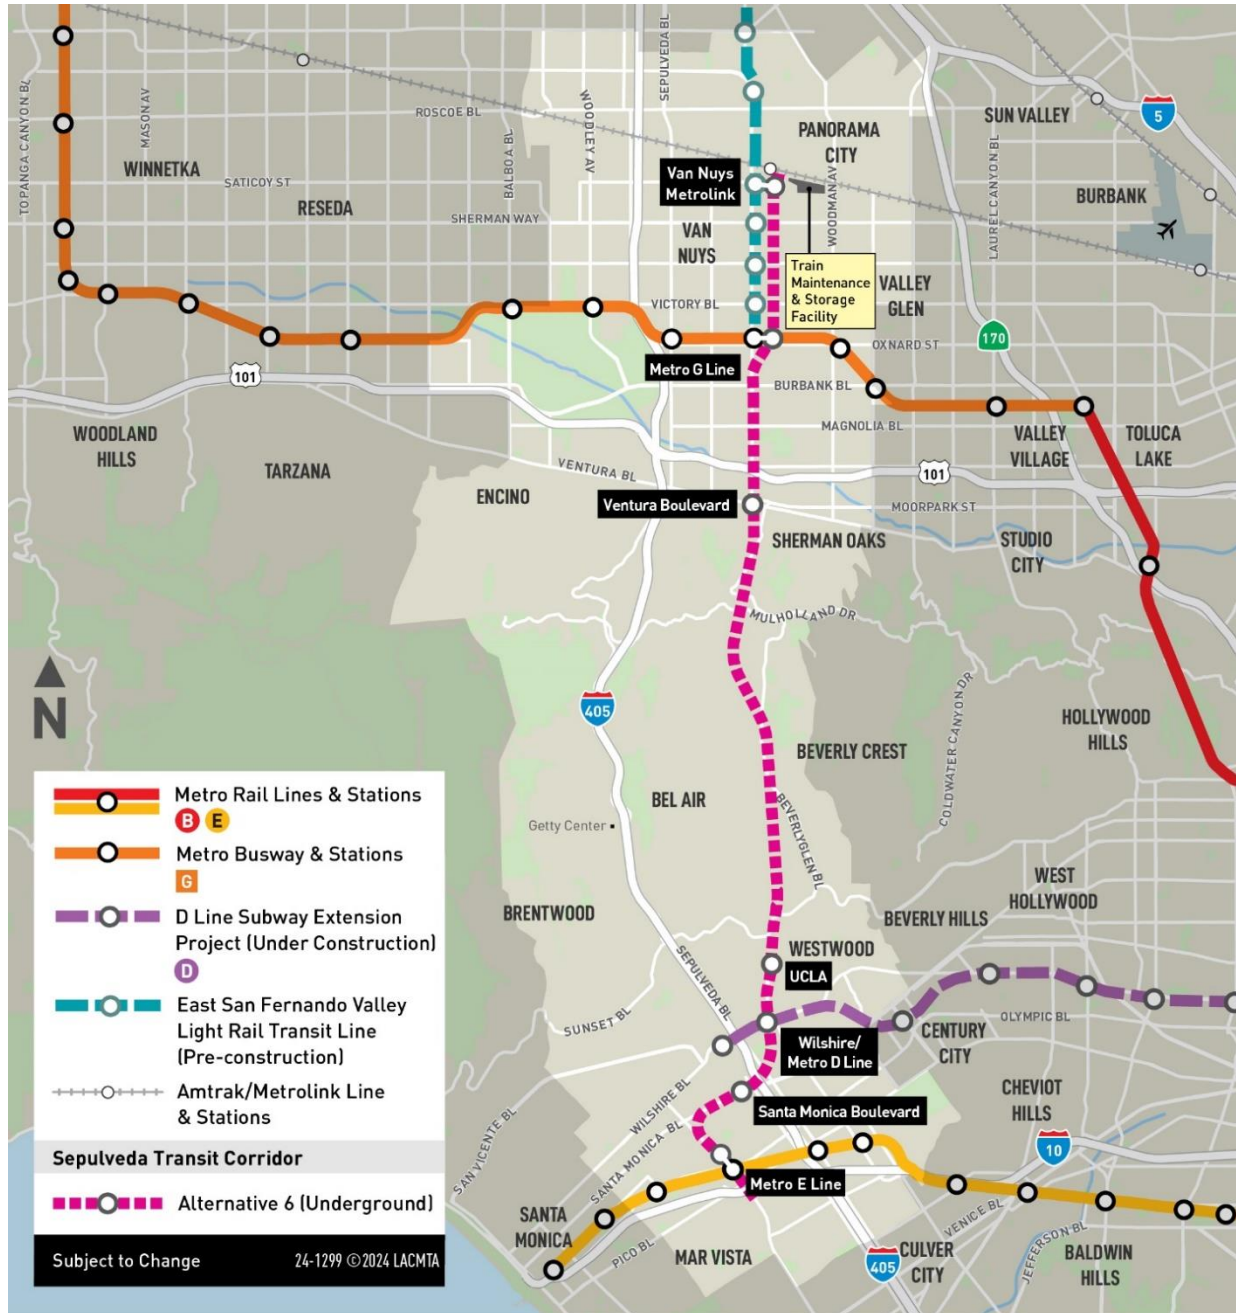 SEPULVEDA BL
TOPANGA CANYON BL
MASON AV
ROSCOE BL
BALBOA BL
WOODLEY AV
PANORAMA
CITY
SUN VALLEY
5
WINNETKA
SATICOY ST
RESEDA
SHERMAN WAY
Van Nuys
Metrolink
WOODMAN AV
LAUREL CANYON BL
BURBANK
VAN
NUYS
Train
Maintenance
& Storage
Facility
VALLEY
GLEN
VICTORY BL
OXNARD ST
170
101
Metro G Line
BURBANK BL
MAGNOLIA BL
WOODLAND
HILLS
TARZANA
VENTURA BL
VALLEY
VILLAGE
TOLUCA
LAKE
101
ENCINO
Ventura Boulevard
MOORPARK ST
SHERMAN OAKS
STUDIO
CITY
MULHOLLAND DR
N
405
COLDWATER CANYON DR
HOLLYWOOD
HILLS
BEVERLY CREST
BEL AIR
Getty Center
BEVERLYGLEN BL
BRENTWOOD
WEST
HOLLYWOOD
BEVERLY HILLS
WESTWOOD
UCLA
SEPULVEDA BL
SUNSET BL
OLYMPIC BL
CENTURY
CITY
Wilshire/
Metro D Line
WILSHIRE BL
CHEVIOT
HILLS
Santa Monica Boulevard
SAN VICENTE BL
SANTA MONICA BL
10
Metro E Line
SANTA
MONICA
PICO BL
MAR VISTA
VENICE BL
JEFFERSON BL
405
CULVER
CITY
BALDWIN
HILLS
Metro Rail Lines & Stations
B E
Metro Busway & Stations
G
D Line Subway Extension
Project (Under Construction)
D
East San Fernando Valley
Light Rail Transit Line
(Pre-construction)
Amtrak/Metrolink Line
& Stations
Sepulveda Transit Corridor
Alternative 6 (Underground)
Subject to Change 24-1299 ©2024 LACMTA